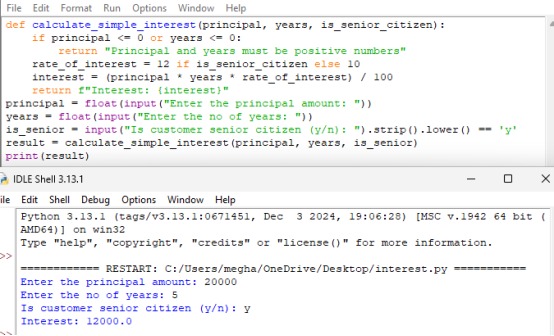 File Edit Format Run Options Window Help
def calculate_simple_interest(principal, years, is_senior_citizen):
    if principal <= 0 or years <= 0:
        return "Principal and years must be positive numbers"
    rate_of_interest = 12 if is_senior_citizen else 10
    interest = (principal * years * rate_of_interest) / 100
    return f"Interest: {interest}"
principal = float(input("Enter the principal amount: "))
years = float(input("Enter the no of years: "))
is_senior = input("Is customer senior citizen (y/n): ").strip().lower() == 'y'
result = calculate_simple_interest(principal, years, is_senior)
print(result)
IDLE Shell 3.13.1
ile Edit Shell Debug Options Window Help
Python 3.13.1 (tags/v3.13.1:0671451, Dec  3 2024, 19:06:28) [MSC v.1942 64 bit (
AMD64)] on win32
Type "help", "copyright", "credits" or "license()" for more information.
>>
============ RESTART: C:/Users/megha/OneDrive/Desktop/interest.py ===========
Enter the principal amount: 20000
Enter the no of years: 5
Is customer senior citizen (y/n): y
Interest: 12000.0
>>